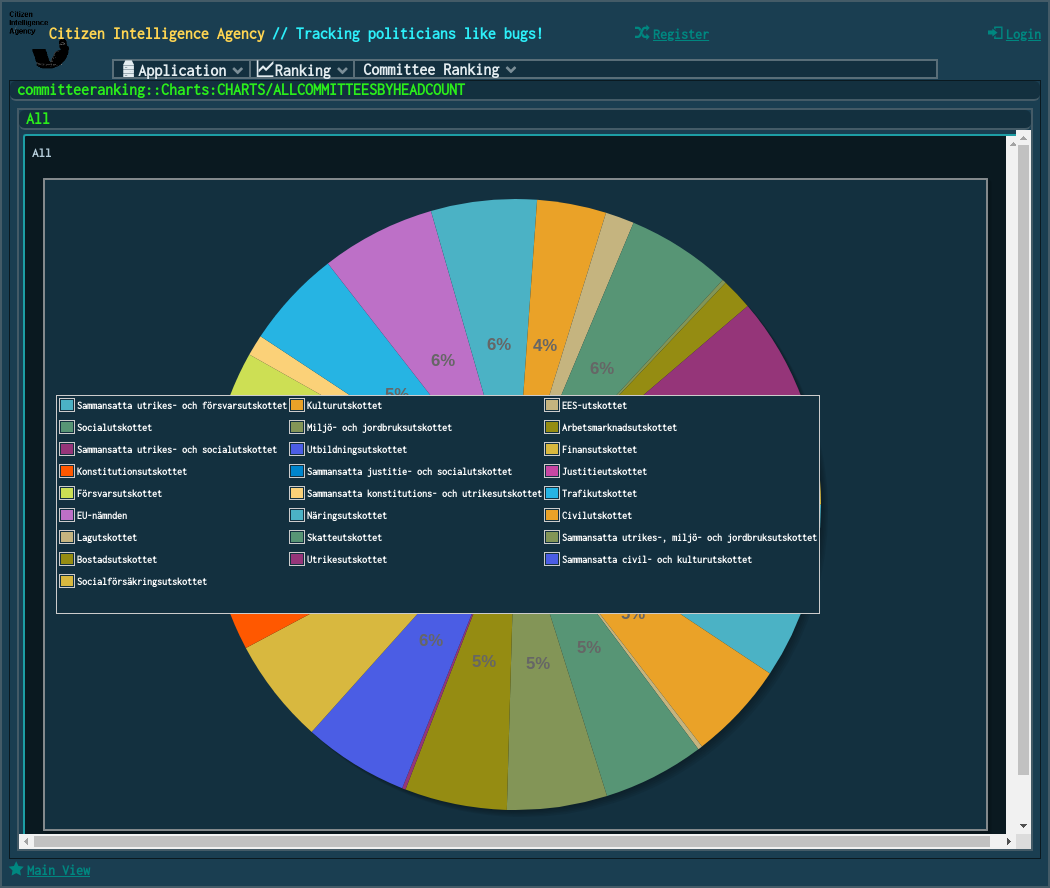 Citizen
Intelligence
Agency
Citizen Intelligence Agency // Tracking politicians like bugs!
Register
Login
Application
Ranking
Committee Ranking
committeeranking::Charts:CHARTS/ALLCOMMITTEESBYHEADCOUNT
All
All
6%
4%
6%
6%
5%
Sammansatta utrikes- och försvarsutskottet Kulturutskottet EES-utskottet
Socialutskottet Miljö- och jordbruksutskottet Arbetsmarknadsutskottet
Sammansatta utrikes- och socialutskottet Utbildningsutskottet Finansutskottet
Konstitutionsutskottet Sammansatta justitie- och socialutskottet Justitieutskottet
Försvarsutskottet Sammansatta konstitutions- och utrikesutskottet Trafikutskottet
EU-nämnden Näringsutskottet Civilutskottet
Lagutskottet Skatteutskottet Sammansatta utrikes-, miljö- och jordbruksutskottet
Bostadsutskottet Utrikesutskottet Sammansatta civil- och kulturutskottet
Socialförsäkringsutskottet
5%
6%
5%
5%
5%
Main View